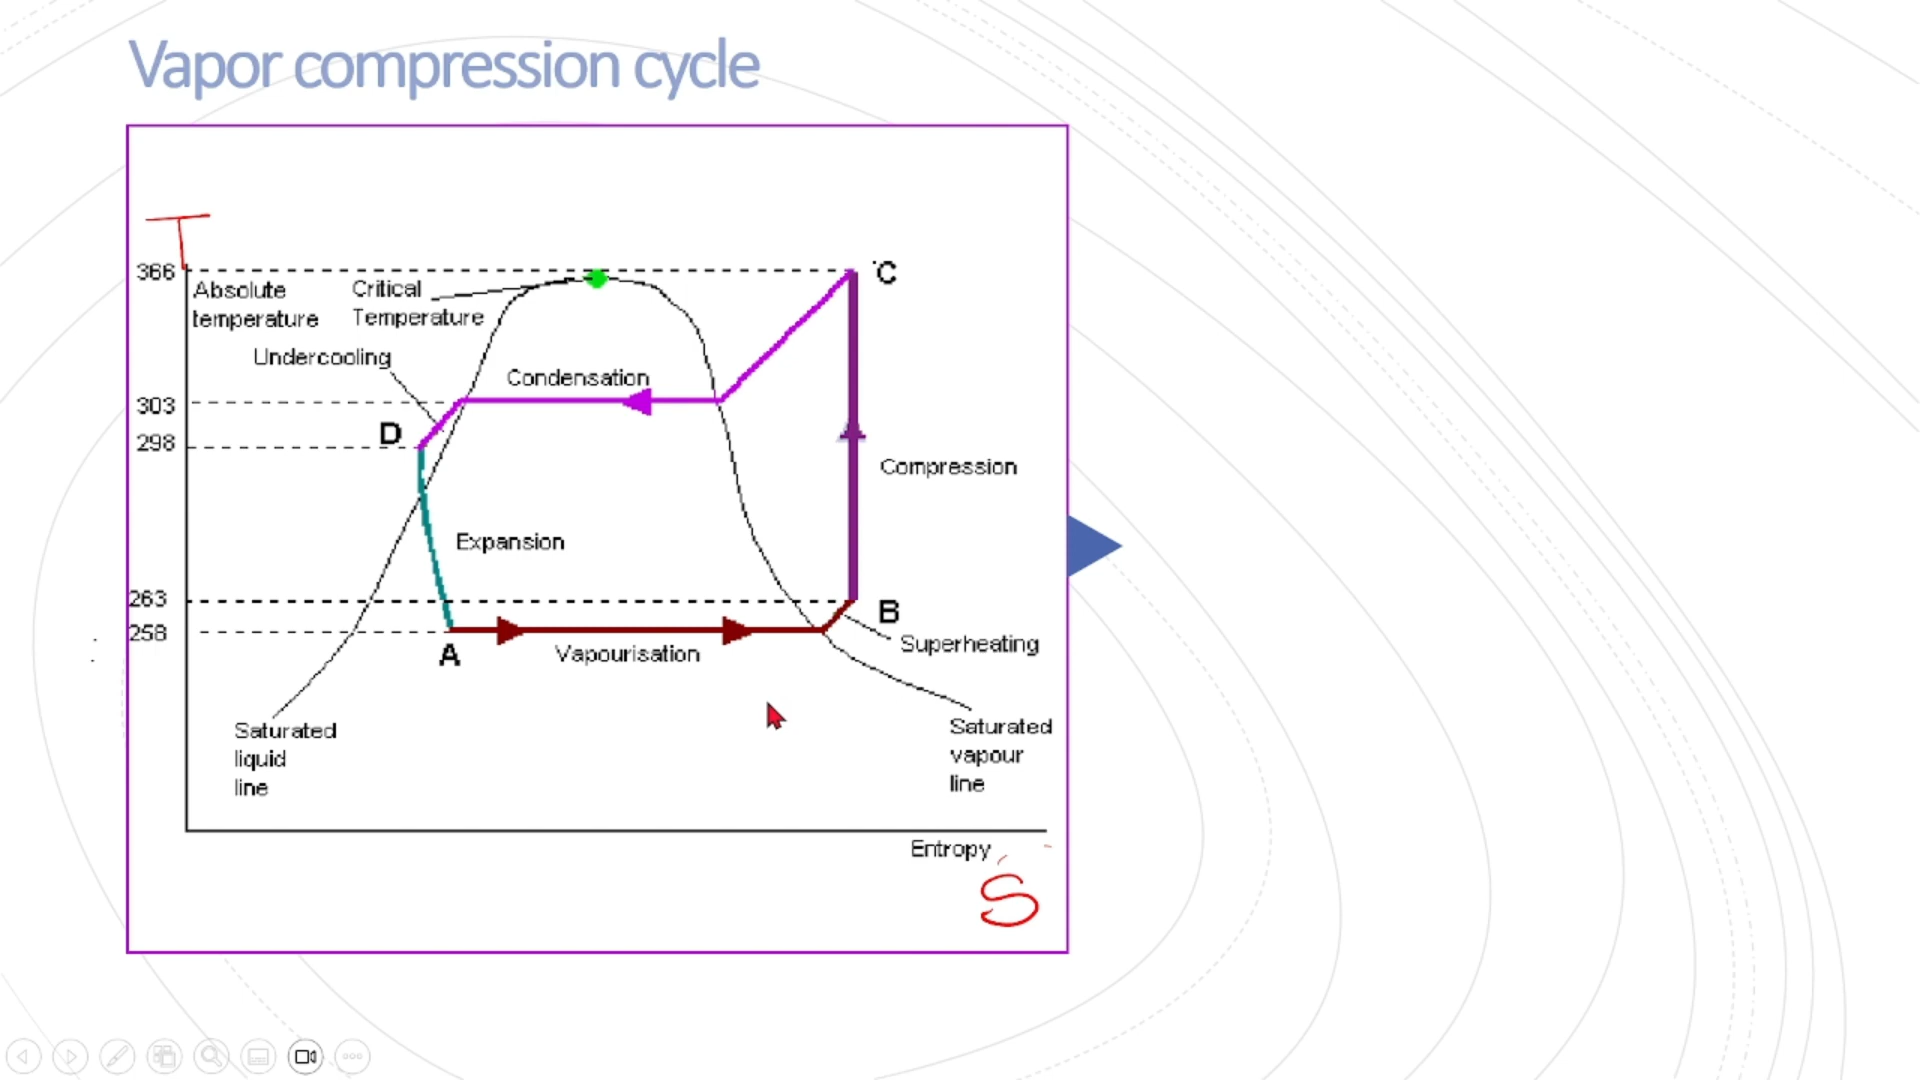 Vapor compression cycle
T
366
Absolute
temperature
Critical
Temperature
C
Undercooling
Condensation
303
D
298
Compression
Expansion
263
B
258
Superheating
A
Vapourisation
Saturated
liquid
line
Saturated
vapour
line
Entropy
S